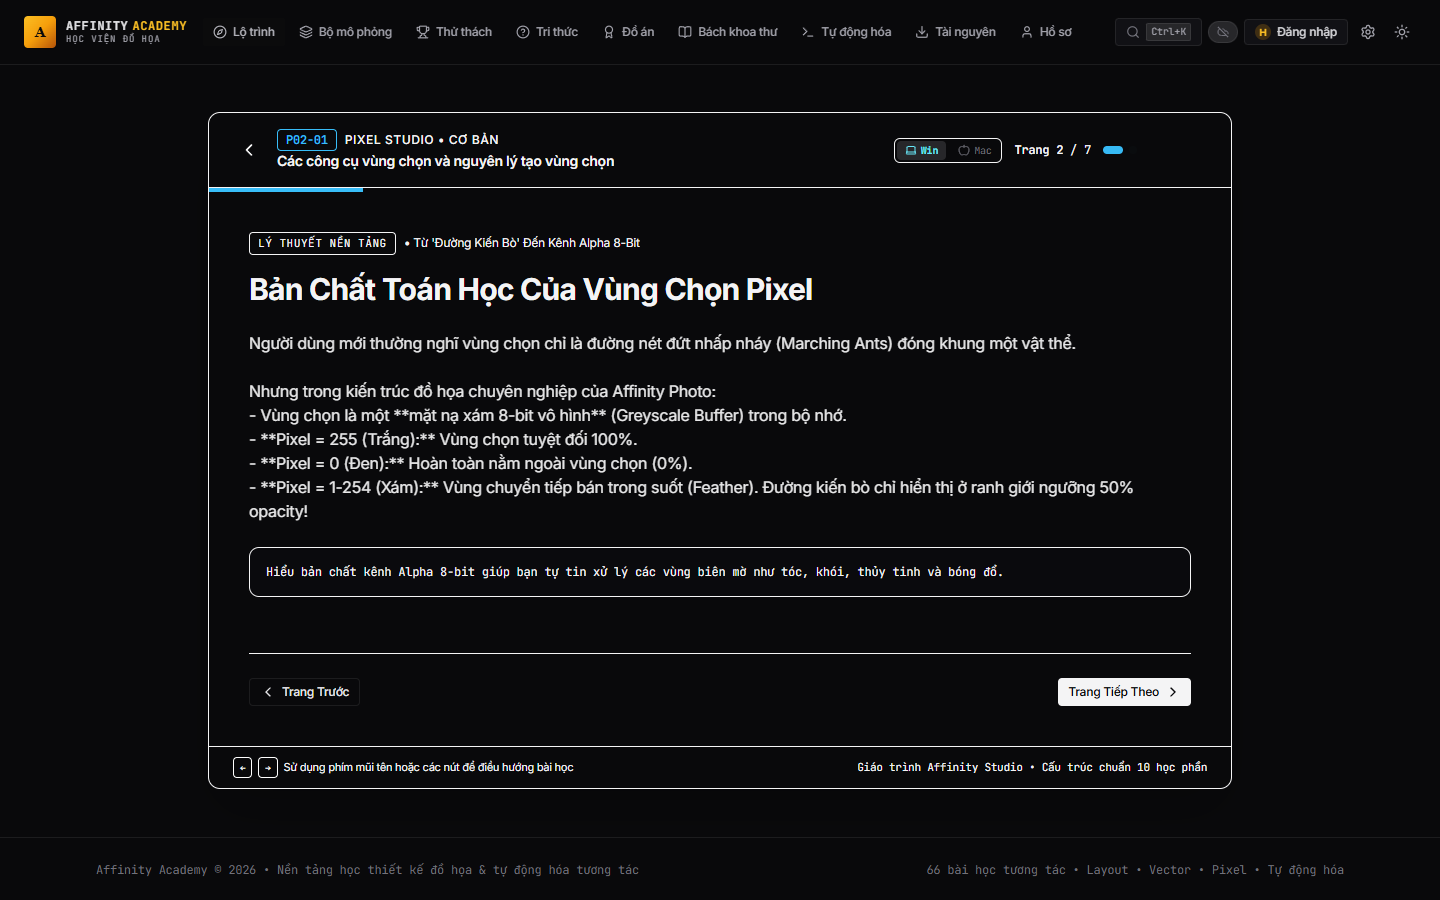 A
AFFINITY ACADEMY
HỌC VIỆN ĐỒ HỌA
Lộ trình
Bộ mô phỏng
Thử thách
Tri thức
Đồ án
Bách khoa thư
Tự động hóa
Tài nguyên
Hồ sơ
Ctrl+K
H
Đăng nhập
P02-01
PIXEL STUDIO • CƠ BẢN
Các công cụ vùng chọn và nguyên lý tạo vùng chọn
Win
Mac
Trang 2 / 7
LÝ THUYẾT NỀN TẢNG
• Từ 'Đường Kiến Bò' Đến Kênh Alpha 8-Bit
Bản Chất Toán Học Của Vùng Chọn Pixel
Người dùng mới thường nghĩ vùng chọn chỉ là đường nét đứt nhấp nháy (Marching Ants) đóng khung một vật thể.
Nhưng trong kiến trúc đồ họa chuyên nghiệp của Affinity Photo:
- Vùng chọn là một **mặt nạ xám 8-bit vô hình** (Greyscale Buffer) trong bộ nhớ.
- **Pixel = 255 (Trắng):** Vùng chọn tuyệt đối 100%.
- **Pixel = 0 (Đen):** Hoàn toàn nằm ngoài vùng chọn (0%).
- **Pixel = 1-254 (Xám):** Vùng chuyển tiếp bán trong suốt (Feather). Đường kiến bò chỉ hiển thị ở ranh giới ngưỡng 50%
opacity!
Hiểu bản chất kênh Alpha 8-bit giúp bạn tự tin xử lý các vùng biên mờ như tóc, khói, thủy tinh và bóng đổ.
Trang Trước
Trang Tiếp Theo
← → Sử dụng phím mũi tên hoặc các nút để điều hướng bài học
Giáo trình Affinity Studio • Cấu trúc chuẩn 10 học phần
Affinity Academy © 2026 • Nền tảng học thiết kế đồ họa & tự động hóa tương tác
66 bài học tương tác • Layout • Vector • Pixel • Tự động hóa